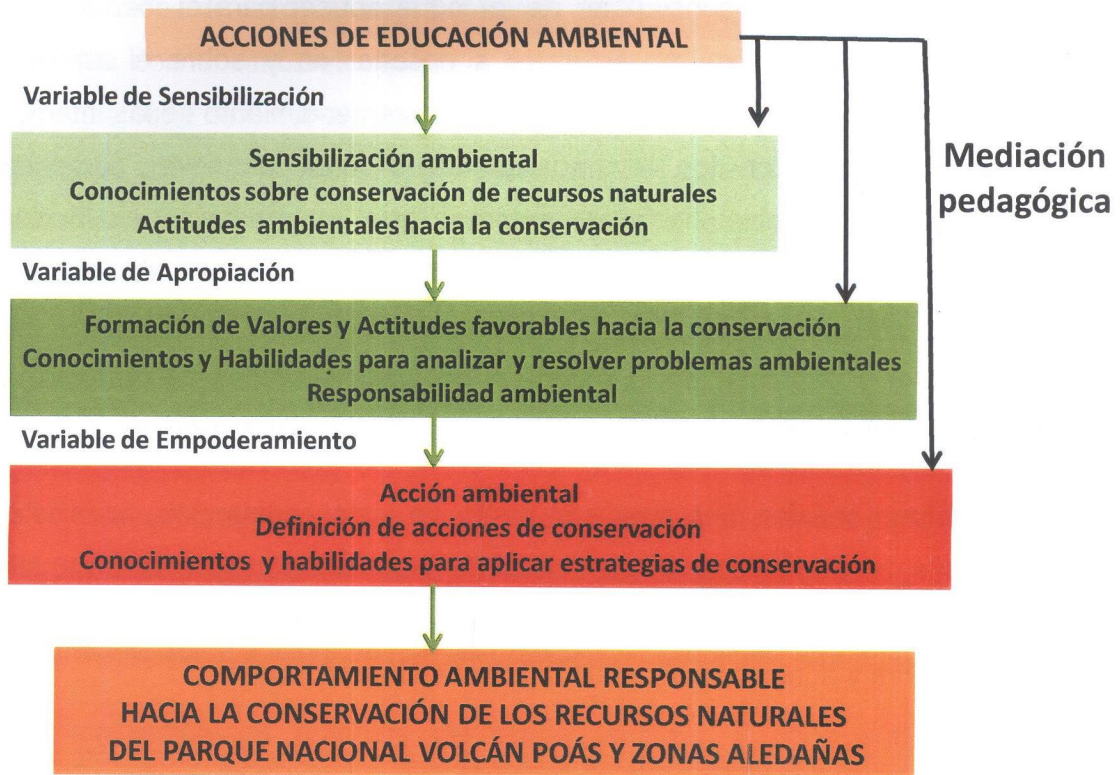 ACCIONES DE EDUCACIÓN AMBIENTAL
Variable de Sensibilización
Sensibilización ambiental
Conocimientos sobre conservación de recursos naturales
Actitudes ambientales hacia la conservación
Mediación
pedagógica
Variable de Apropiación
Formación de Valores y Actitudes favorables hacia la conservación
Conocimientos y Habilidades para analizar y resolver problemas ambientales
Responsabilidad ambiental
Variable de Empoderamiento
Acción ambiental
Definición de acciones de conservación
Conocimientos y habilidades para aplicar estrategias de conservación
COMPORTAMIENTO AMBIENTAL RESPONSABLE
HACIA LA CONSERVACIÓN DE LOS RECURSOS NATURALES
DEL PARQUE NACIONAL VOLCÁN POÁS Y ZONAS ALEDAÑAS